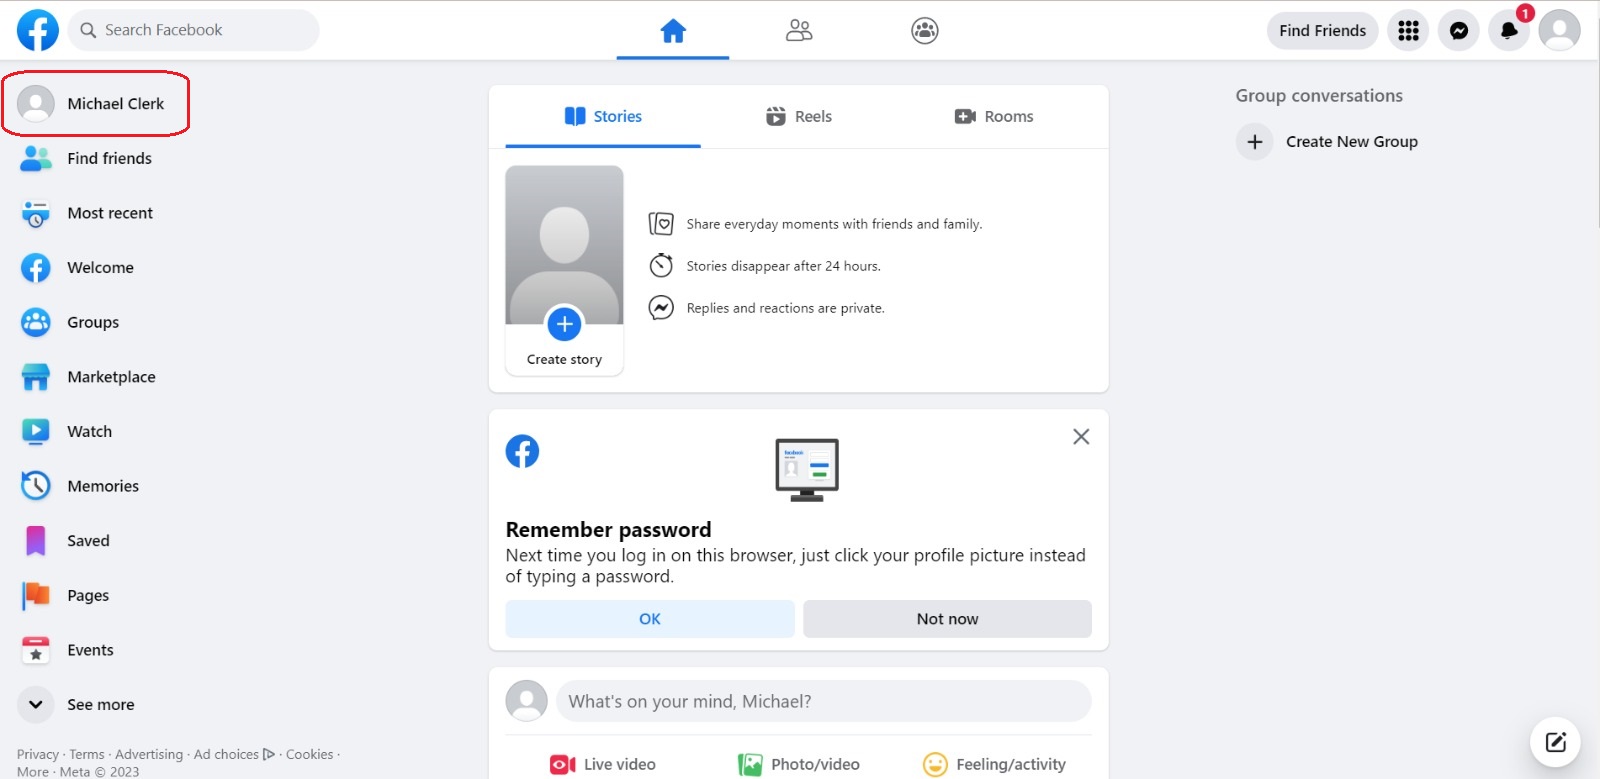 Search Facebook
Find Friends
1
Michael Clerk
Find friends
Most recent
Welcome
Groups
Marketplace
Watch
Memories
Saved
Pages
Events
See more
Privacy · Terms · Advertising · Ad choices · Cookies ·
More · Meta © 2023
Stories
Reels
Rooms
Share everyday moments with friends and family.
Stories disappear after 24 hours.
Replies and reactions are private.
Create story
facebook
Remember password
Next time you log in on this browser, just click your profile picture instead
of typing a password.
OK
Not now
What's on your mind, Michael?
Live video
Photo/video
Feeling/activity
Group conversations
Create New Group